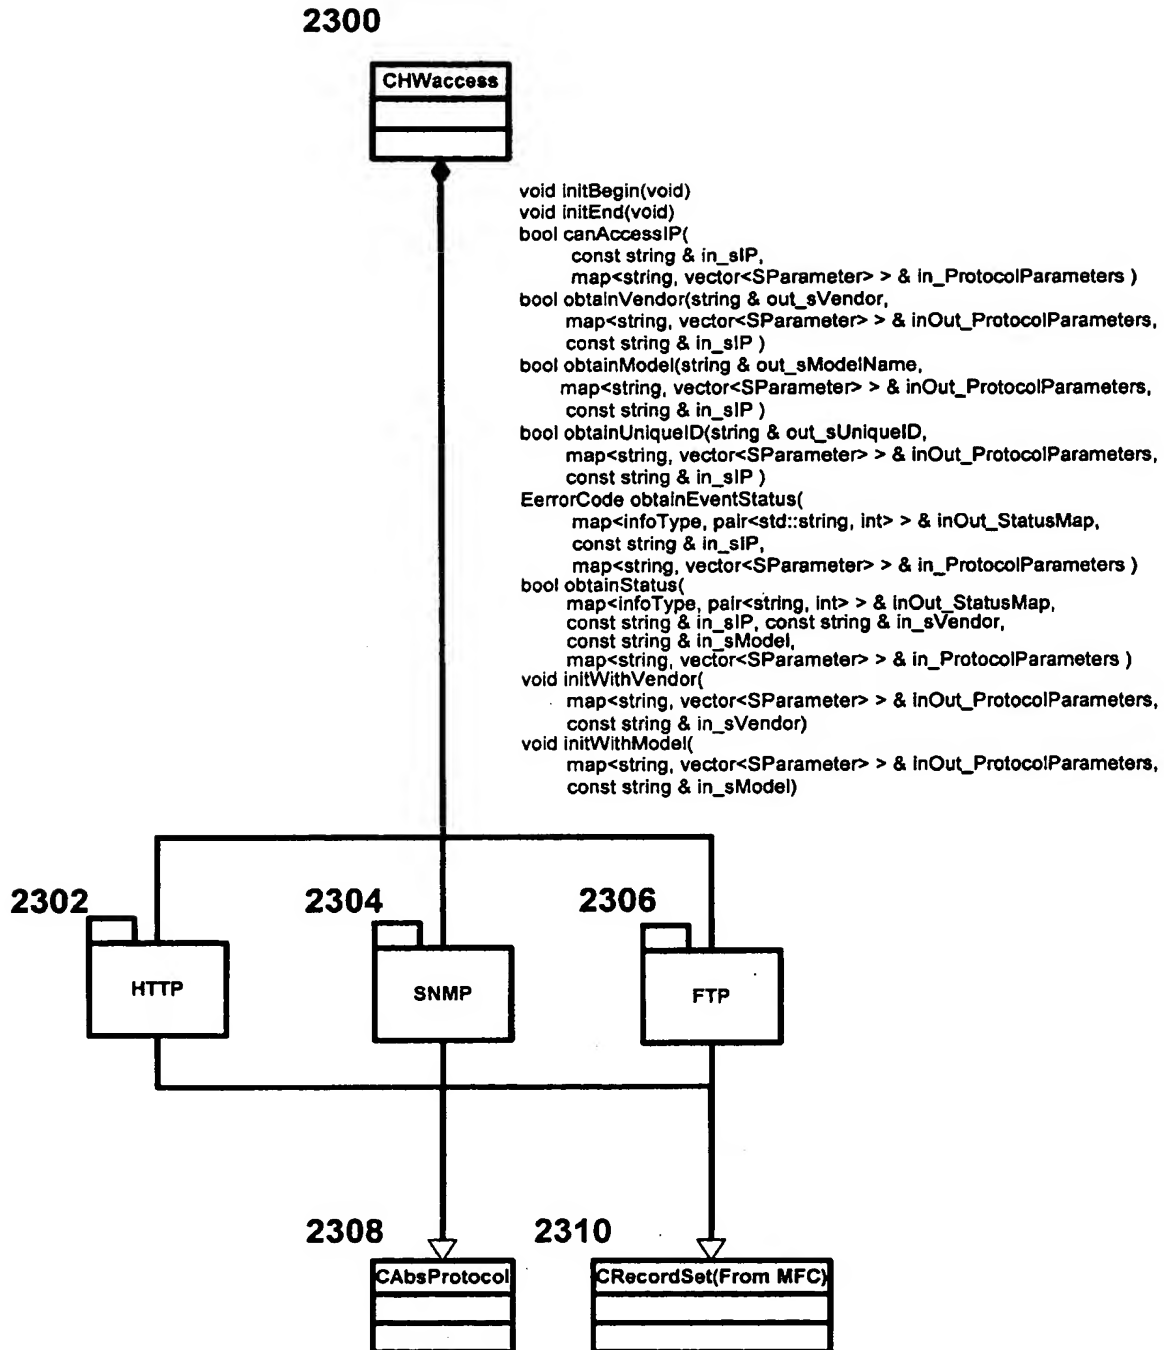 2300
CHWaccess
void initBegin(void)
void initEnd(void)
bool canAccessIP(
const string & in_sIP,
map<string, vector<SParameter> > & in_ProtocolParameters )
bool obtainVendor(string & out_sVendor,
map<string, vector<SParameter> > & inOut_ProtocolParameters,
const string & in_sIP )
bool obtainModel(string & out_sModelName,
map<string, vector<SParameter> > & inOut_ProtocolParameters,
const string & in_sIP )
bool obtainUniqueID(string & out_sUniqueID,
map<string, vector<SParameter> > & inOut_ProtocolParameters,
const string & in_sIP )
EerrorCode obtainEventStatus(
map<infoType, pair<std::string, int> > & inOut_StatusMap,
const string & in_sIP,
map<string, vector<SParameter> > & in_ProtocolParameters )
bool obtainStatus(
map<infoType, pair<string, int> > & inOut_StatusMap,
const string & in_sIP, const string & in_sVendor,
const string & in_sModel,
map<string, vector<SParameter> > & in_ProtocolParameters )
void initWithVendor(
map<string, vector<SParameter> > & inOut_ProtocolParameters,
const string & in_sVendor)
void initWithModel(
map<string, vector<SParameter> > & inOut_ProtocolParameters,
const string & in_sModel)
2302
2304
2306
HTTP
SNMP
FTP
2308
2310
CAbsProtocol
CRecordSet(From MFC)